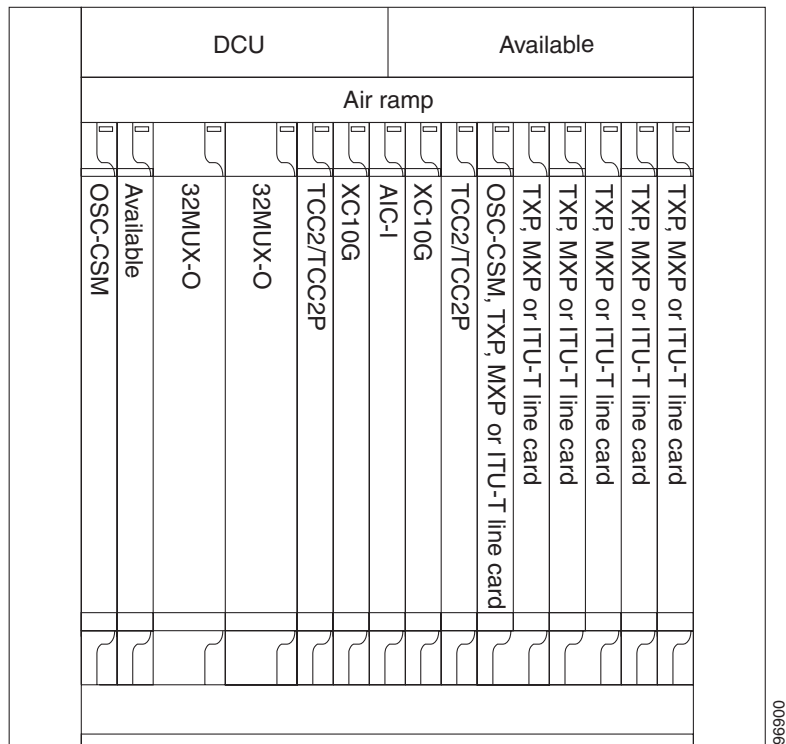 DCU
Available
Air ramp
OSC-CSM
Available
32MUX-O
32MUX-O
TCC2/TCC2P
XC10G
AIC-I
XC10G
TCC2/TCC2P
OSC-CSM, TXP, MXP or ITU-T line card
TXP, MXP or ITU-T line card
TXP, MXP or ITU-T line card
TXP, MXP or ITU-T line card
TXP, MXP or ITU-T line card
TXP, MXP or ITU-T line card
96900